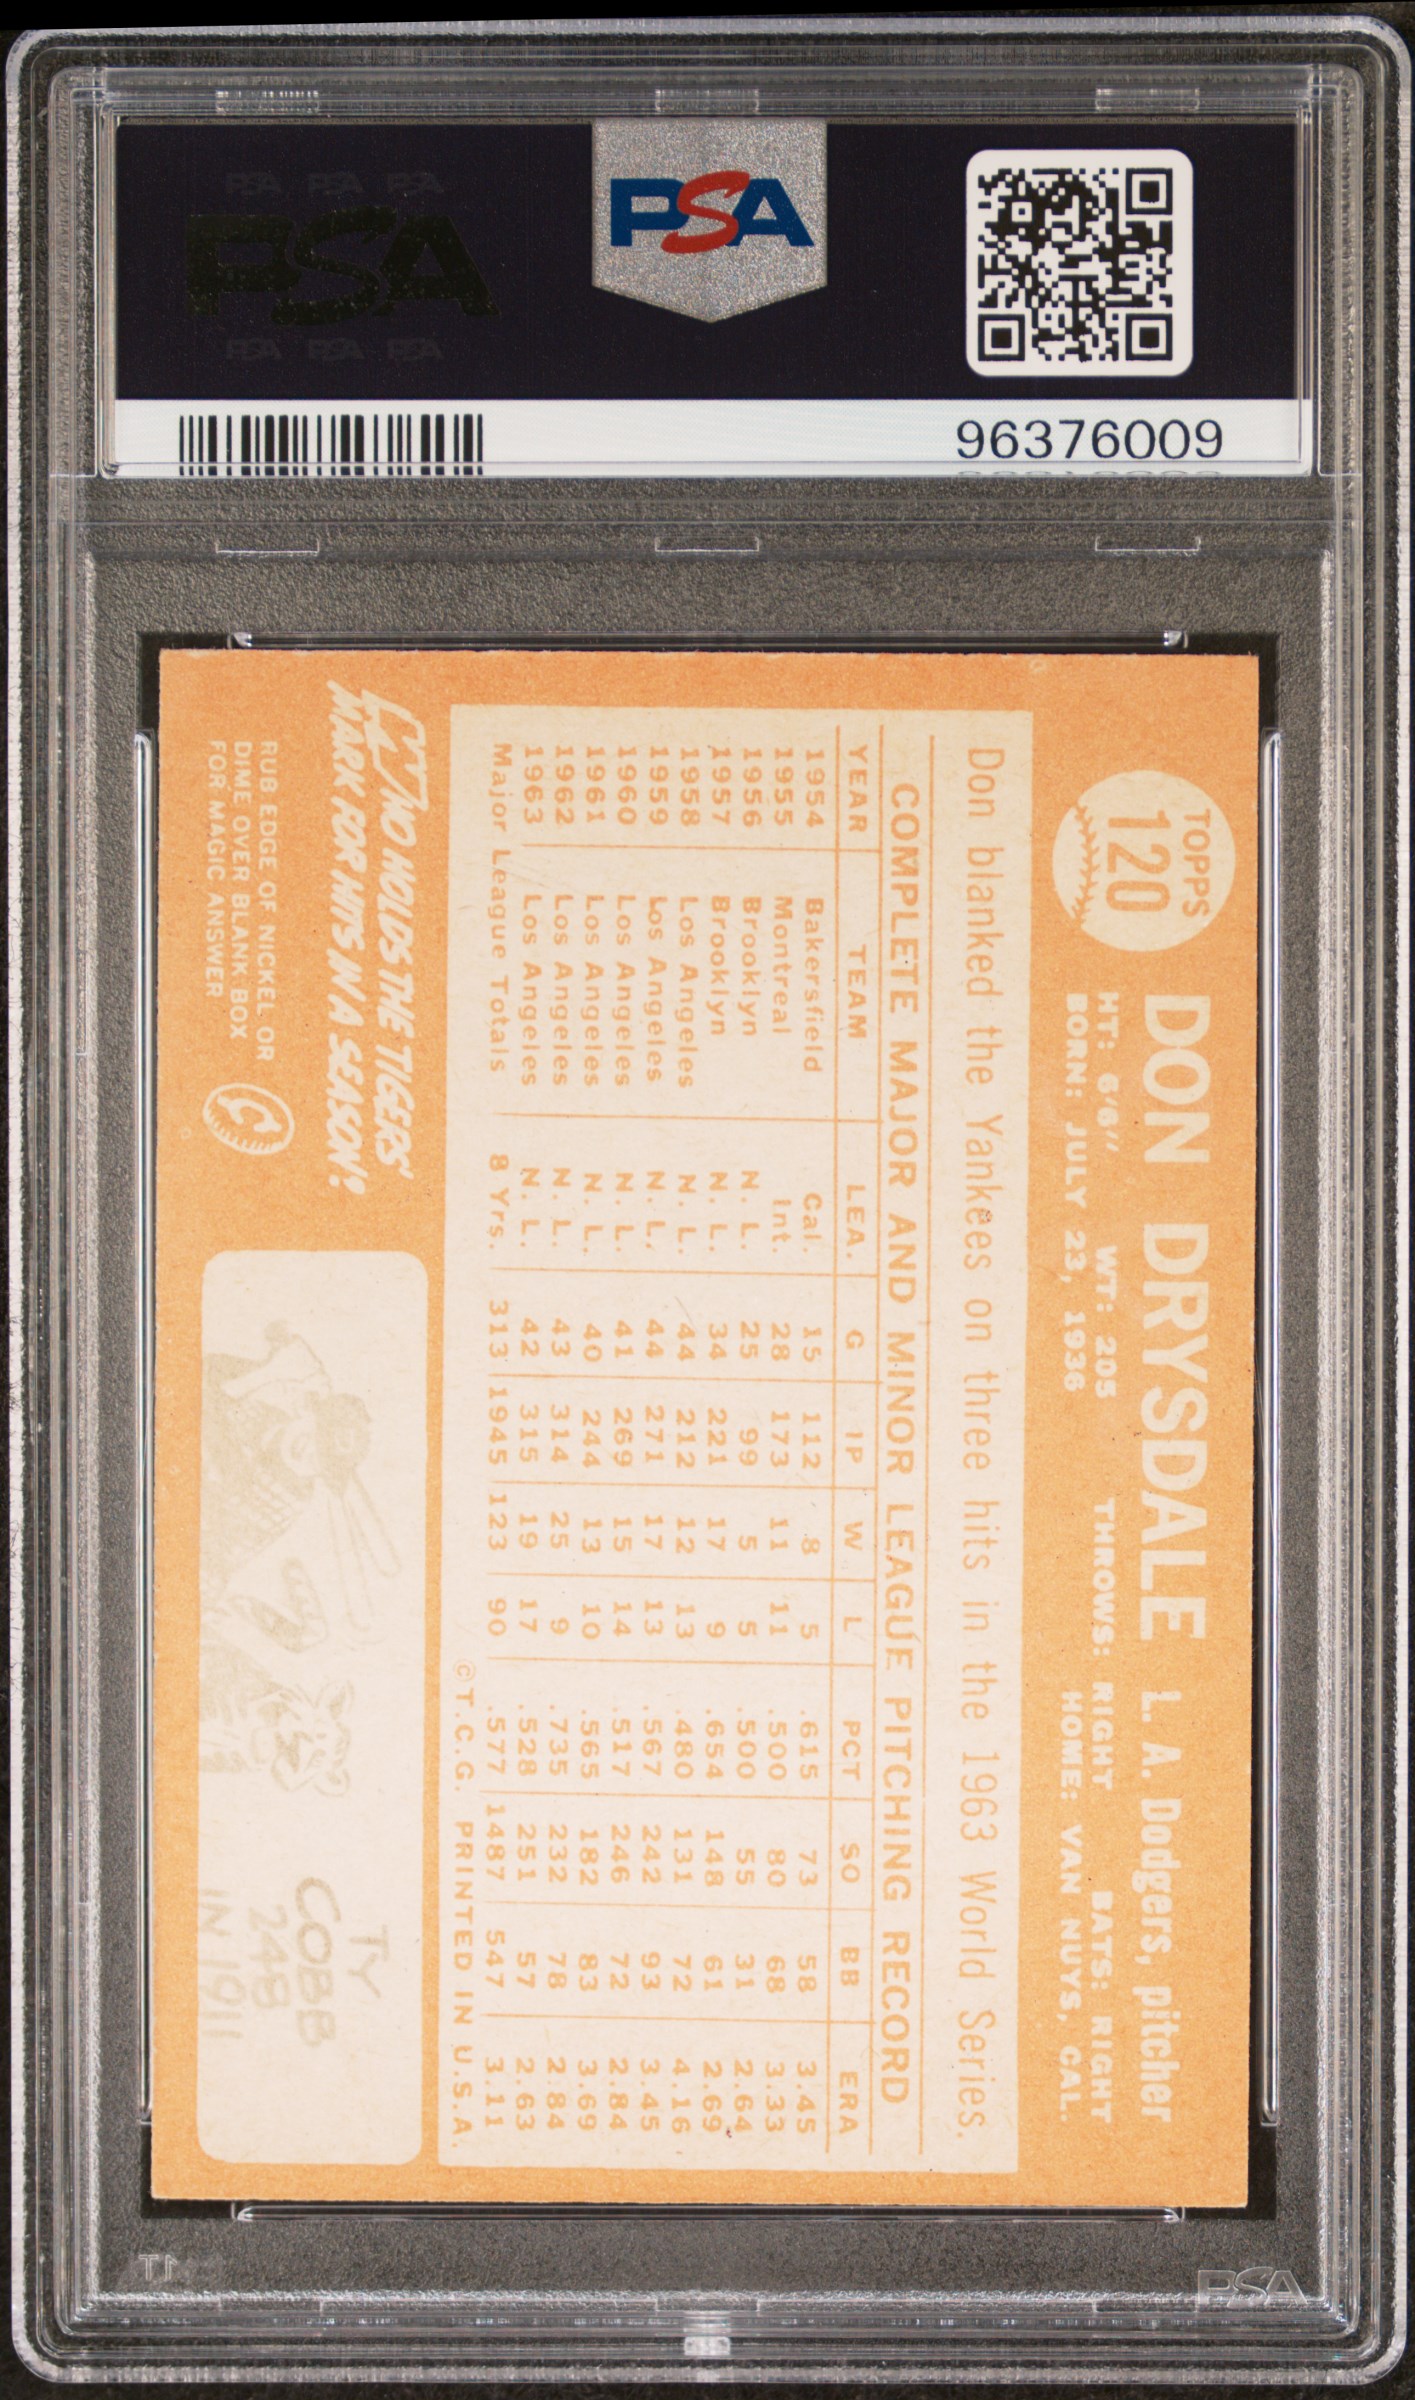 PSA PSA PSA
PSA
PSA PSA PSA
PSA
96376009
TOPPS
120
DON DRYSDALE L. A. Dodgers, pitcher
HT: 6'6" WT: 205 THROWS: RIGHT BATS: RIGHT
BORN: JULY 23, 1936 HOME: VAN NUYS, CAL.
Don blanked the Yankees on three hits in the 1963 World Series.
COMPLETE MAJOR AND MINOR LEAGUE PITCHING RECORD
YEAR TEAM LEA. G IP W L PCT SO BB ERA
1954 Bakersfield Cal. 15 112 8 5 .615 73 58 3.45
1955 Montreal Int. 28 173 11 11 .500 80 68 3.33
1956 Brooklyn N. L. 25 99 5 5 .500 55 31 2.64
1957 Brooklyn N. L. 34 221 17 9 .654 148 61 2.69
1958 Los Angeles N. L. 44 212 12 13 .480 131 72 4.16
1959 Los Angeles N. L. 44 271 17 13 .567 242 93 3.45
1960 Los Angeles N. L. 41 269 15 14 .517 246 72 2.84
1961 Los Angeles N. L. 40 244 13 10 .565 182 83 3.69
1962 Los Angeles N. L. 43 314 25 9 .735 232 78 2.84
1963 Los Angeles N. L. 42 315 19 17 .528 251 57 2.63
Major League Totals 8 Yrs. 313 1945 123 90 .577 1487 547 3.11
©T.C.G. PRINTED IN U.S.A.
WHO HOLDS THE TIGERS'
MARK FOR HITS IN A SEASON?
RUB EDGE OF NICKEL OR
DIME OVER BLANK BOX
FOR MAGIC ANSWER
TY
COBB
248
IN 1911
PSA